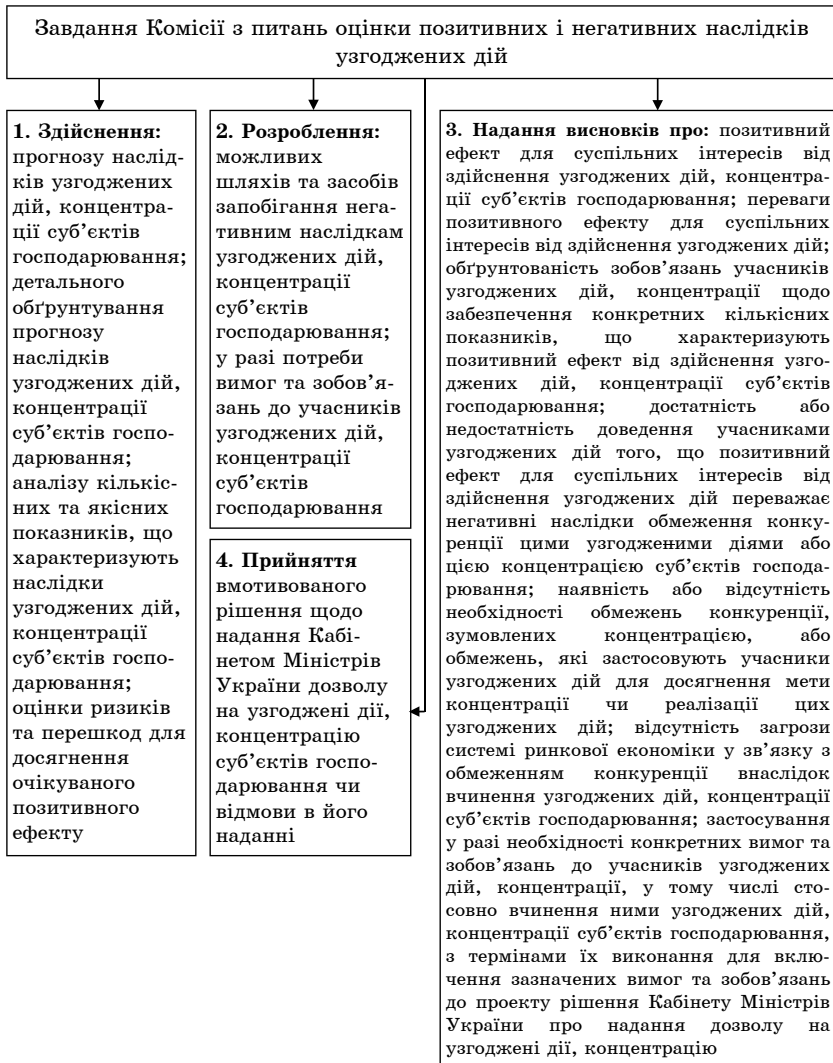 Завдання Комісії з питань оцінки позитивних і негативних наслідків
узгоджених дій
1. Здійснення:
прогнозу наслід-
ків узгоджених
дій, концентра-
ції суб’єктів
господарювання;
детального
обґрунтування
прогнозу
наслідків
узгоджених дій,
концентрації
суб’єктів госпо-
дарювання;
аналізу кількіс-
них та якісних
показників, що
характеризують
наслідки
узгоджених дій,
концентрації
суб’єктів госпо-
дарювання;
оцінки ризиків
та перешкод для
досягнення
очікуваного
позитивного
ефекту
2. Розроблення:
можливих
шляхів та засобів
запобігання нега-
тивним наслідкам
узгоджених дій,
концентрації
суб’єктів
господарювання;
у разі потреби
вимог та зобов’я-
зань до учасників
узгоджених дій,
концентрації
суб’єктів
господарювання
3. Надання висновків про: позитивний
ефект для суспільних інтересів від
здійснення узгоджених дій, концентра-
ції суб’єктів господарювання; переваги
позитивного ефекту для суспільних
інтересів від здійснення узгоджених дій;
обґрунтованість зобов’язань учасників
узгоджених дій, концентрації щодо
забезпечення конкретних кількісних
показників, що характеризують
позитивний ефект від здійснення узго-
джених дій, концентрації суб’єктів
господарювання; достатність або
недостатність доведення учасниками
узгоджених дій того, що позитивний
ефект для суспільних інтересів від
здійснення узгоджених дій переважає
негативні наслідки обмеження конку-
ренції цими узгодженими діями або
цією концентрацією суб’єктів господа-
рювання; наявність або відсутність
необхідності обмежень конкуренції,
зумовлених концентрацією, або
обмежень, які застосовують учасники
узгоджених дій для досягнення мети
концентрації чи реалізації цих
узгоджених дій; відсутність загрози
системі ринкової економіки у зв’язку з
обмеженням конкуренції внаслідок
вчинення узгоджених дій, концентрації
суб’єктів господарювання; застосування
у разі необхідності конкретних вимог та
зобов’язань до учасників узгоджених
дій, концентрації, у тому числі сто-
совно вчинення ними узгоджених дій,
концентрації суб’єктів господарювання,
з термінами їх виконання для вклю-
чення зазначених вимог та зобов’язань
до проекту рішення Кабінету Міністрів
України про надання дозволу на
узгоджені дії, концентрацію
4. Прийняття
вмотивованого
рішення щодо
надання Кабі-
нетом Міністрів
України дозволу
на узгоджені дії,
концентрацію
суб’єктів госпо-
дарювання чи
відмови в його
наданні